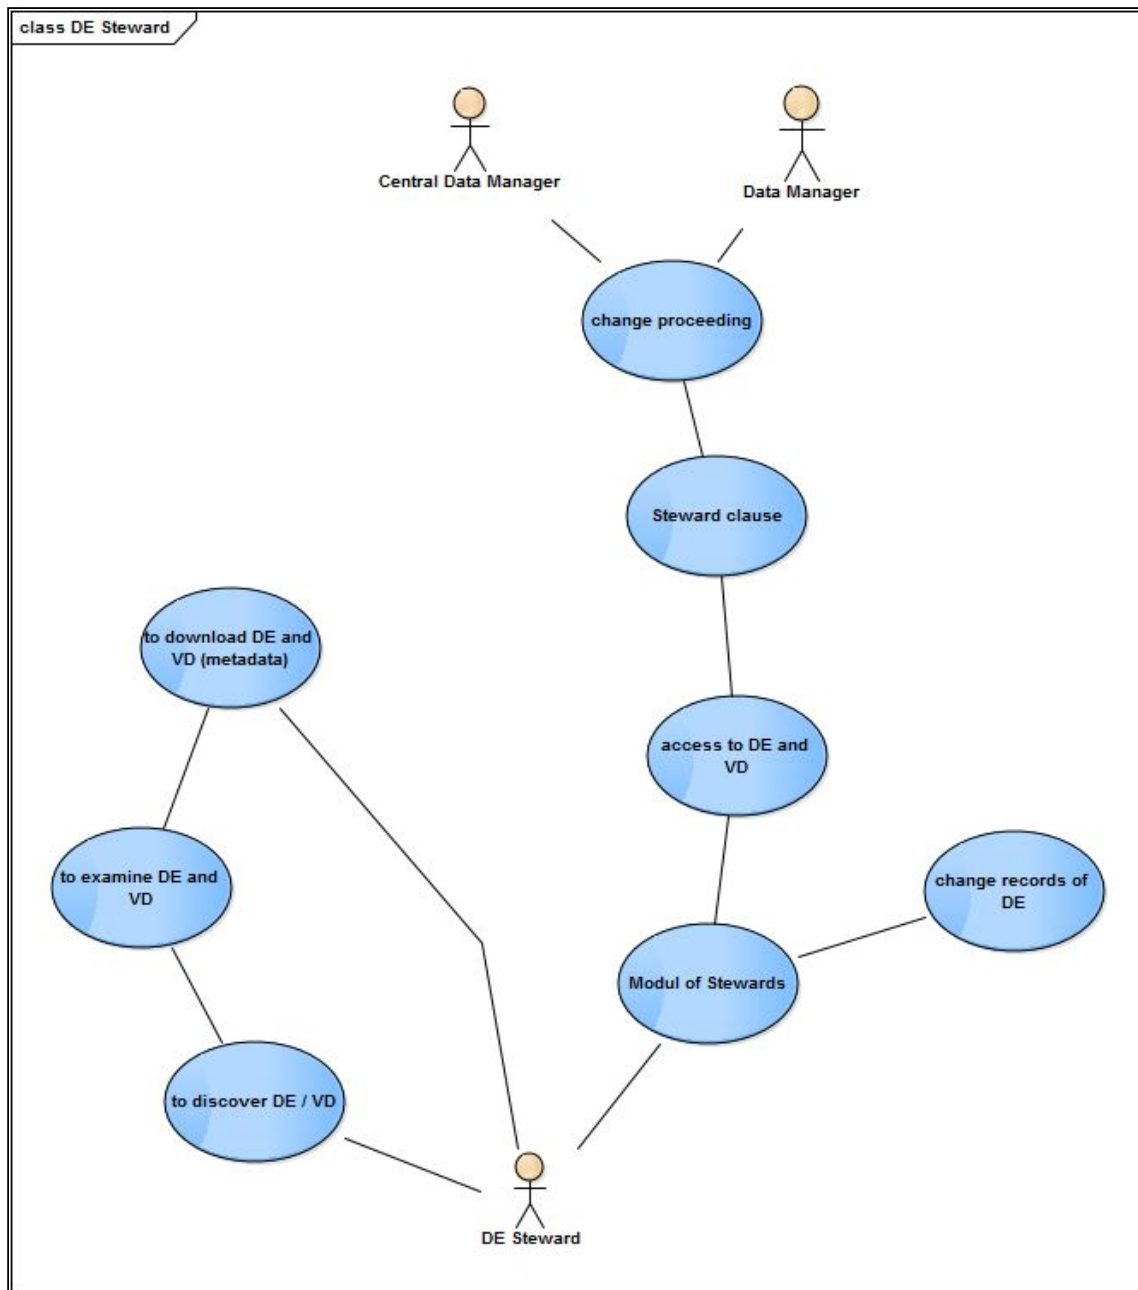 class DE Steward
Central Data Manager
Data Manager
change proceeding
Steward clause
to download DE and
VD (metadata)
access to DE and
VD
to examine DE and
VD
change records of
DE
Modul of Stewards
to discover DE / VD
DE Steward